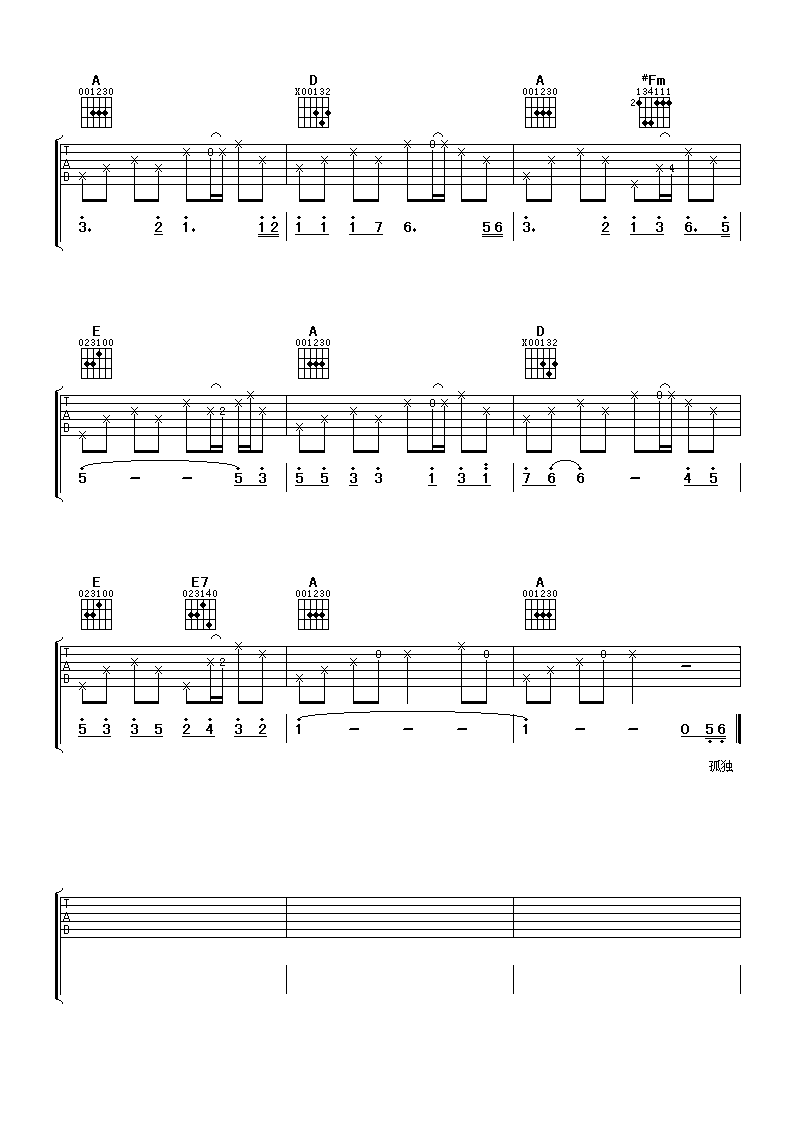 A D A #Fm
001230 X00132 001230 134111
2
T 0 0
A 4
B
3. 2 1. 1 2 1 1 1 7 6. 5 6 3. 2 1 3 6. 5
E A D
023100 001230 X00132
T 0 0
A 2
B
5 - - 5 3 5 5 3 3 1 3 1 7 6 6 - 4 5
E E7 A A
023100 023140 001230 001230
T 0 0 0 -
A 2
B
5 3 3 5 2 4 3 2 1 - - - 1 - - 0 5 6
孤独
T
A
B